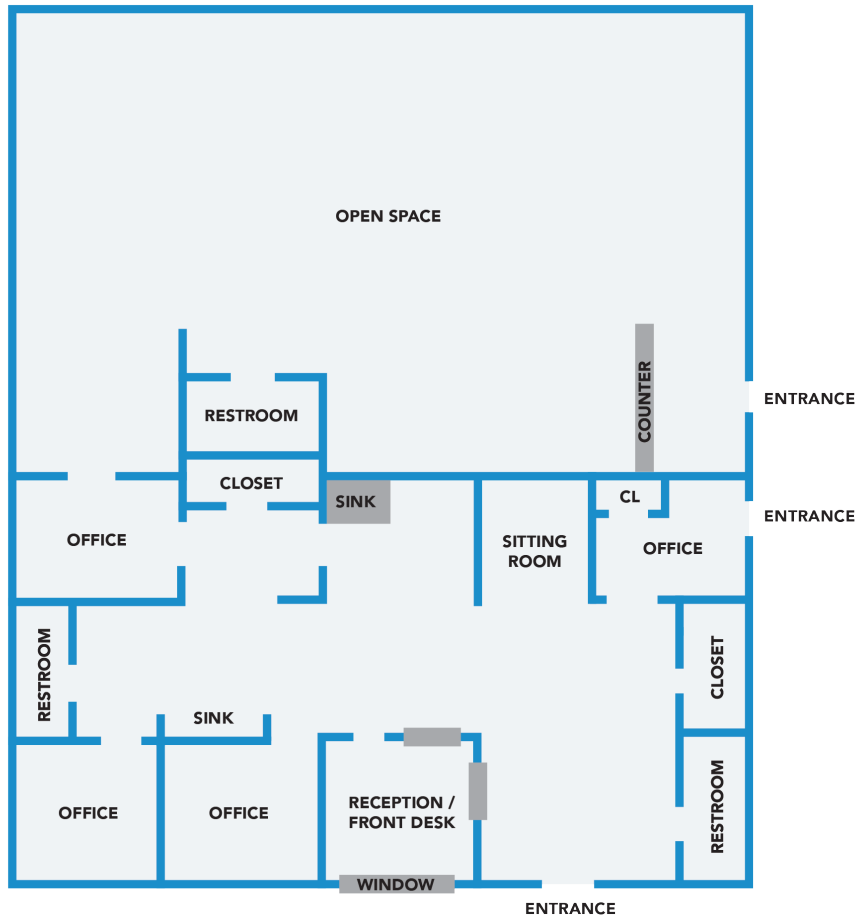 OPEN SPACE
COUNTER
ENTRANCE
RESTROOM
CLOSET
SINK
CL
ENTRANCE
OFFICE
SITTING
ROOM
OFFICE
RESTROOM
CLOSET
SINK
OFFICE
OFFICE
RECEPTION /
FRONT DESK
RESTROOM
WINDOW
ENTRANCE